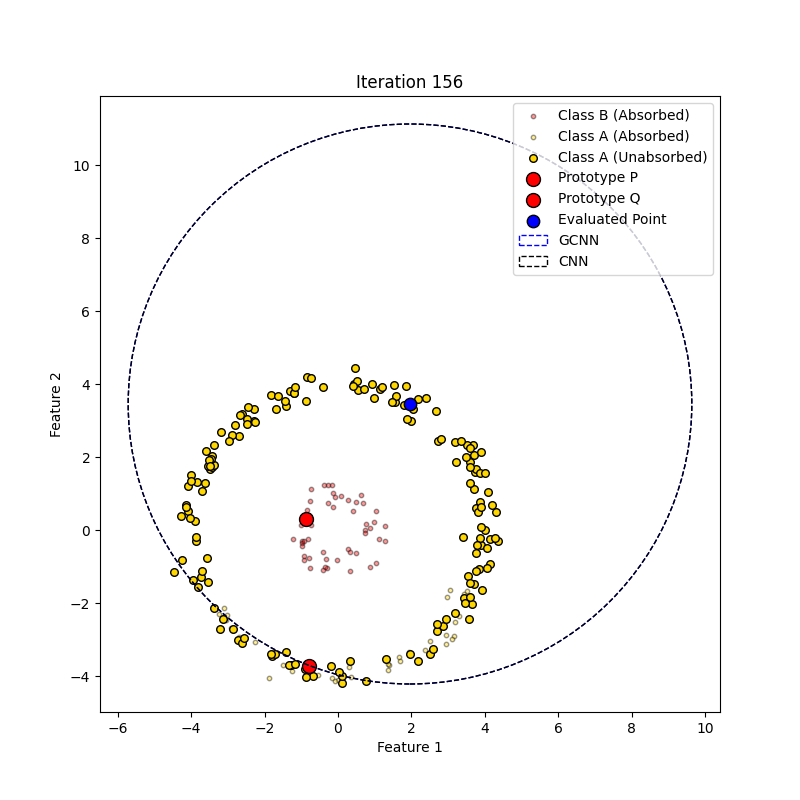 Iteration 156
Class B (Absorbed)
Class A (Absorbed)
Class A (Unabsorbed)
Prototype P
Prototype Q
Evaluated Point
GCNN
CNN
10
8
6
4
2
0
−2
−4
Feature 2
−6 −4 −2 0 2 4 6 8 10
Feature 1